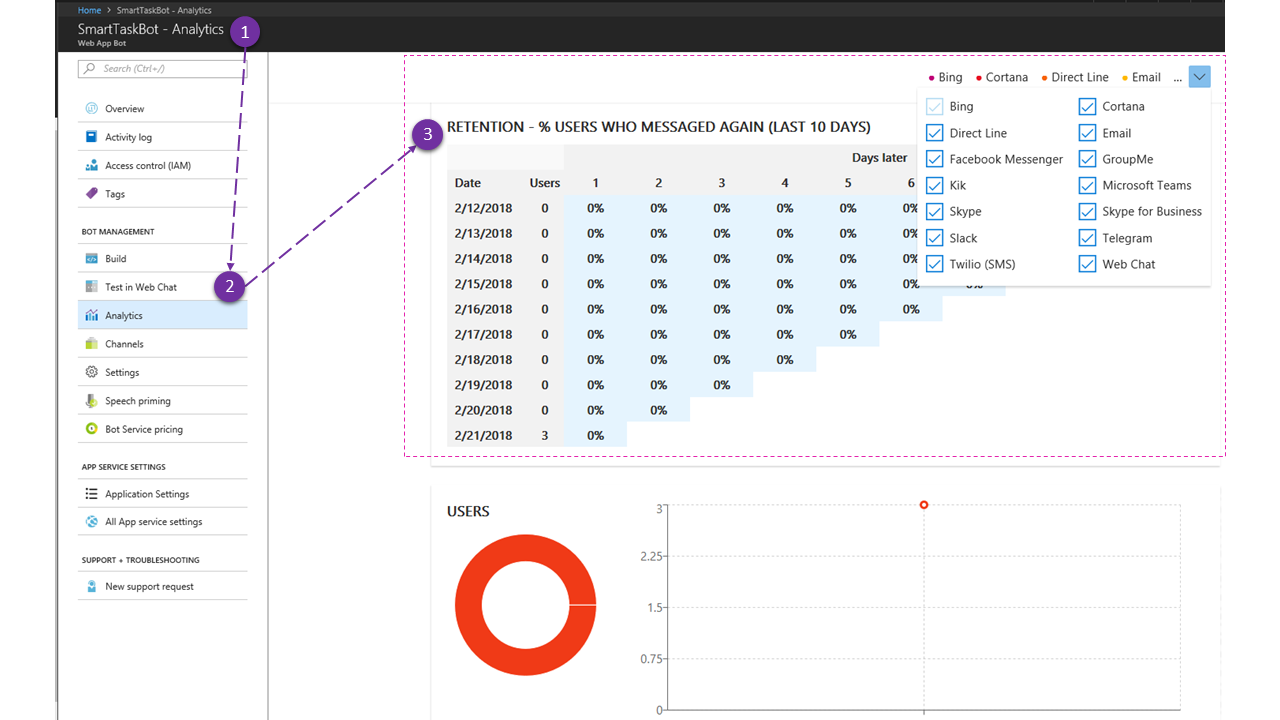 Home > SmartTaskBot - Analytics
SmartTaskBot - Analytics
Web App Bot
1
Search (Ctrl+/)
Overview
Activity log
Access control (IAM)
Tags
BOT MANAGEMENT
Build
Test in Web Chat
2
Analytics
Channels
Settings
Speech priming
Bot Service pricing
APP SERVICE SETTINGS
Application Settings
All App service settings
SUPPORT + TROUBLESHOOTING
New support request
Bing Cortana Direct Line Email ...
Bing Cortana
Direct Line Email
Facebook Messenger GroupMe
Kik Microsoft Teams
Skype Skype for Business
Slack Telegram
Twilio (SMS) Web Chat
3
RETENTION - % USERS WHO MESSAGED AGAIN (LAST 10 DAYS)
Days later
Date Users 1 2 3 4 5 6
2/12/2018 0 0% 0% 0% 0% 0% 0%
2/13/2018 0 0% 0% 0% 0% 0% 0%
2/14/2018 0 0% 0% 0% 0% 0% 0%
2/15/2018 0 0% 0% 0% 0% 0% 0% 0%
2/16/2018 0 0% 0% 0% 0% 0% 0%
2/17/2018 0 0% 0% 0% 0% 0%
2/18/2018 0 0% 0% 0% 0%
2/19/2018 0 0% 0% 0%
2/20/2018 0 0% 0%
2/21/2018 3 0%
USERS
3
2.25
1.5
0.75
0